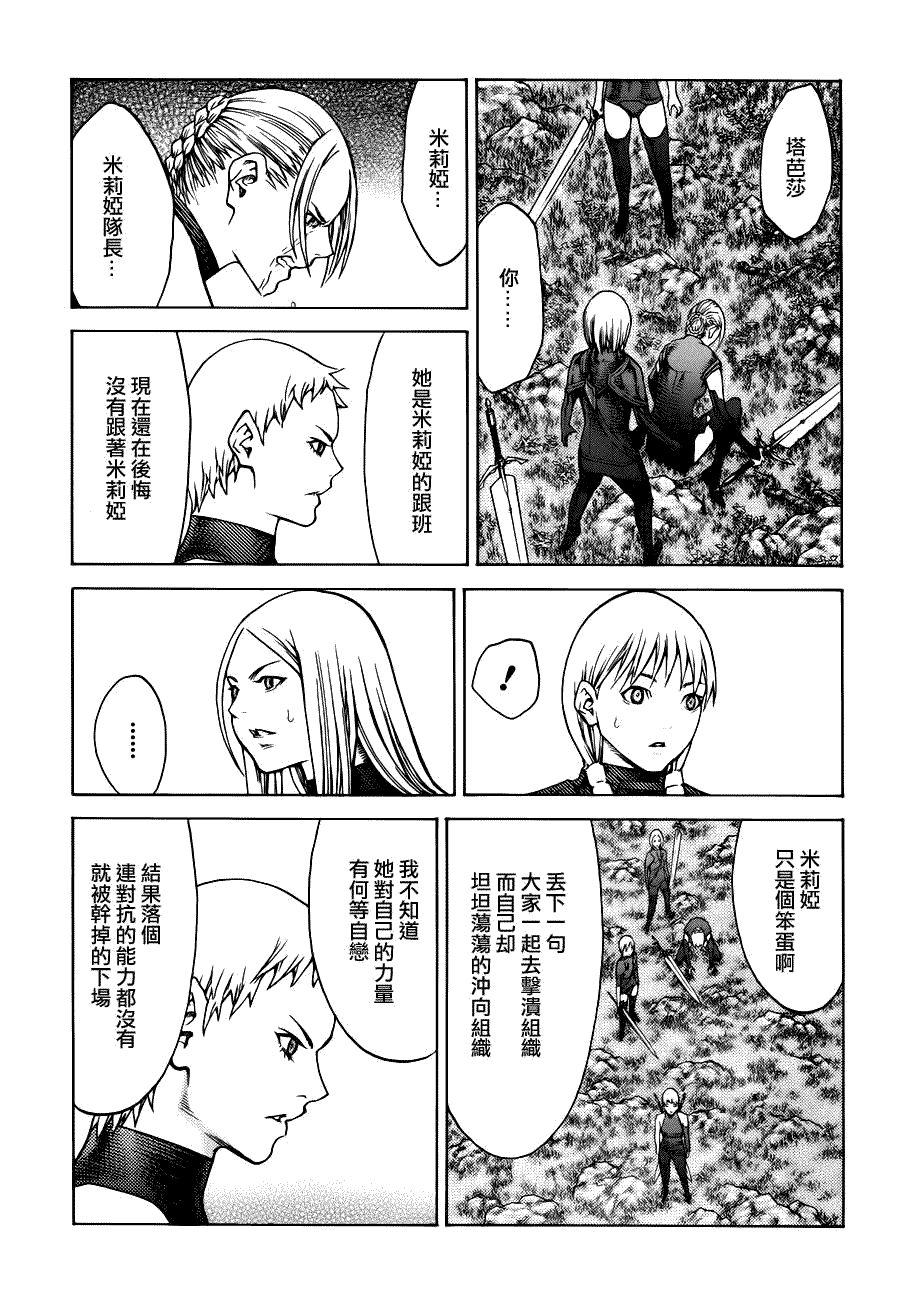 塔芭莎
你……
米莉婭…
米莉婭隊長…
她是米莉婭的跟班
現在還在後悔
沒有跟著米莉婭
！
……
米莉婭
只是個笨蛋啊
丟下一句
大家一起去擊潰組織
而自己却
坦坦蕩蕩的沖向組織
我不知道
她對自己的力量
有何等自戀
結果落個
連對抗的能力都沒有
就被幹掉的下場